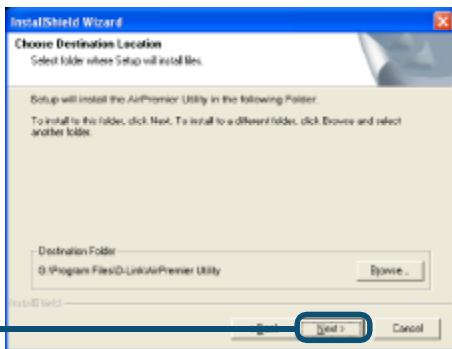 InstallShield Wizard
Choose Destination Location
Select folder where Setup will install files.
Setup will install the AirPremier Utility in the following Folder.
To install to this folder, click Next. To install to a different folder, click Browse and select
another folder.
Destination Folder
\Program Files\D-Link\AirPremier Utility
Browse...
InstallShield
< Back
Next >
Cancel